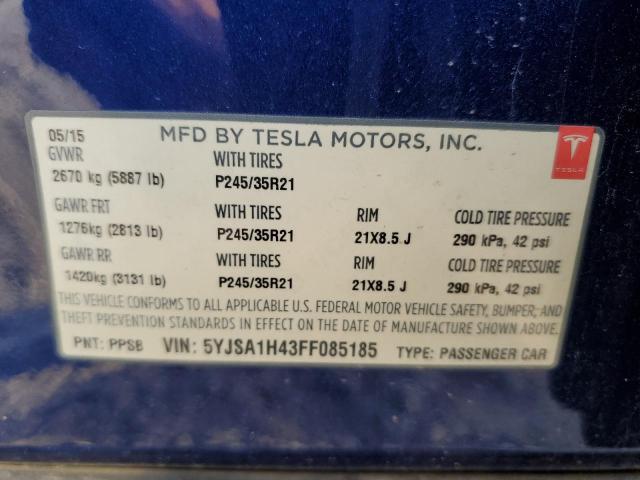 05/15 MFD BY TESLA MOTORS, INC.
TESLA
GVWR WITH TIRES
2670 kg (5887 lb) P245/35R21
GAWR FRT WITH TIRES RIM COLD TIRE PRESSURE
1276kg (2813 lb) P245/35R21 21X8.5 J 290 kPa, 42 psi
GAWR RR WITH TIRES RIM COLD TIRE PRESSURE
1420kg (3131 lb) P245/35R21 21X8.5 J 290 kPa, 42 psi
THIS VEHICLE CONFORMS TO ALL APPLICABLE U.S. FEDERAL MOTOR VEHICLE SAFETY, BUMPER, AND
THEFT PREVENTION STANDARDS IN EFFECT ON THE DATE OF MANUFACTURE SHOWN ABOVE.
PNT: PPSB VIN: 5YJSA1H43FF085185 TYPE: PASSENGER CAR